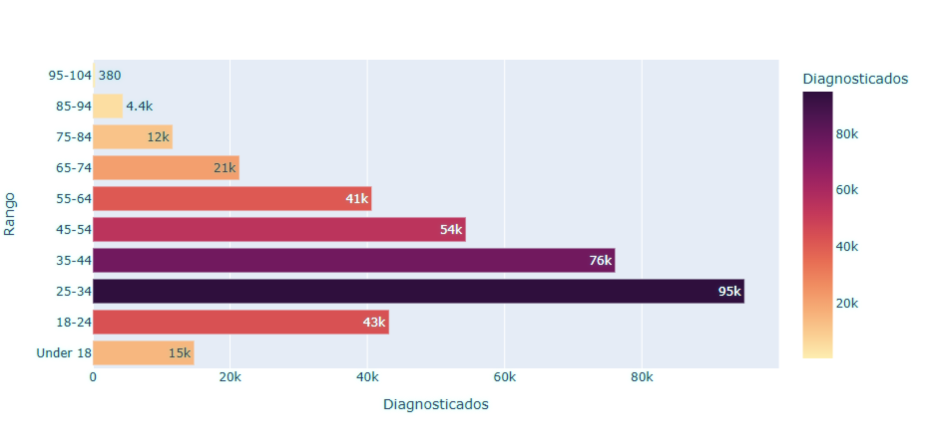 Diagnosticados
95-104 380
85-94 4.4k
75-84 12k
65-74 21k
55-64 41k
45-54 54k
35-44 76k
25-34 95k
18-24 43k
Under 18 15k
0 20k 40k 60k 80k
Diagnosticados
Rango
80k
60k
40k
20k